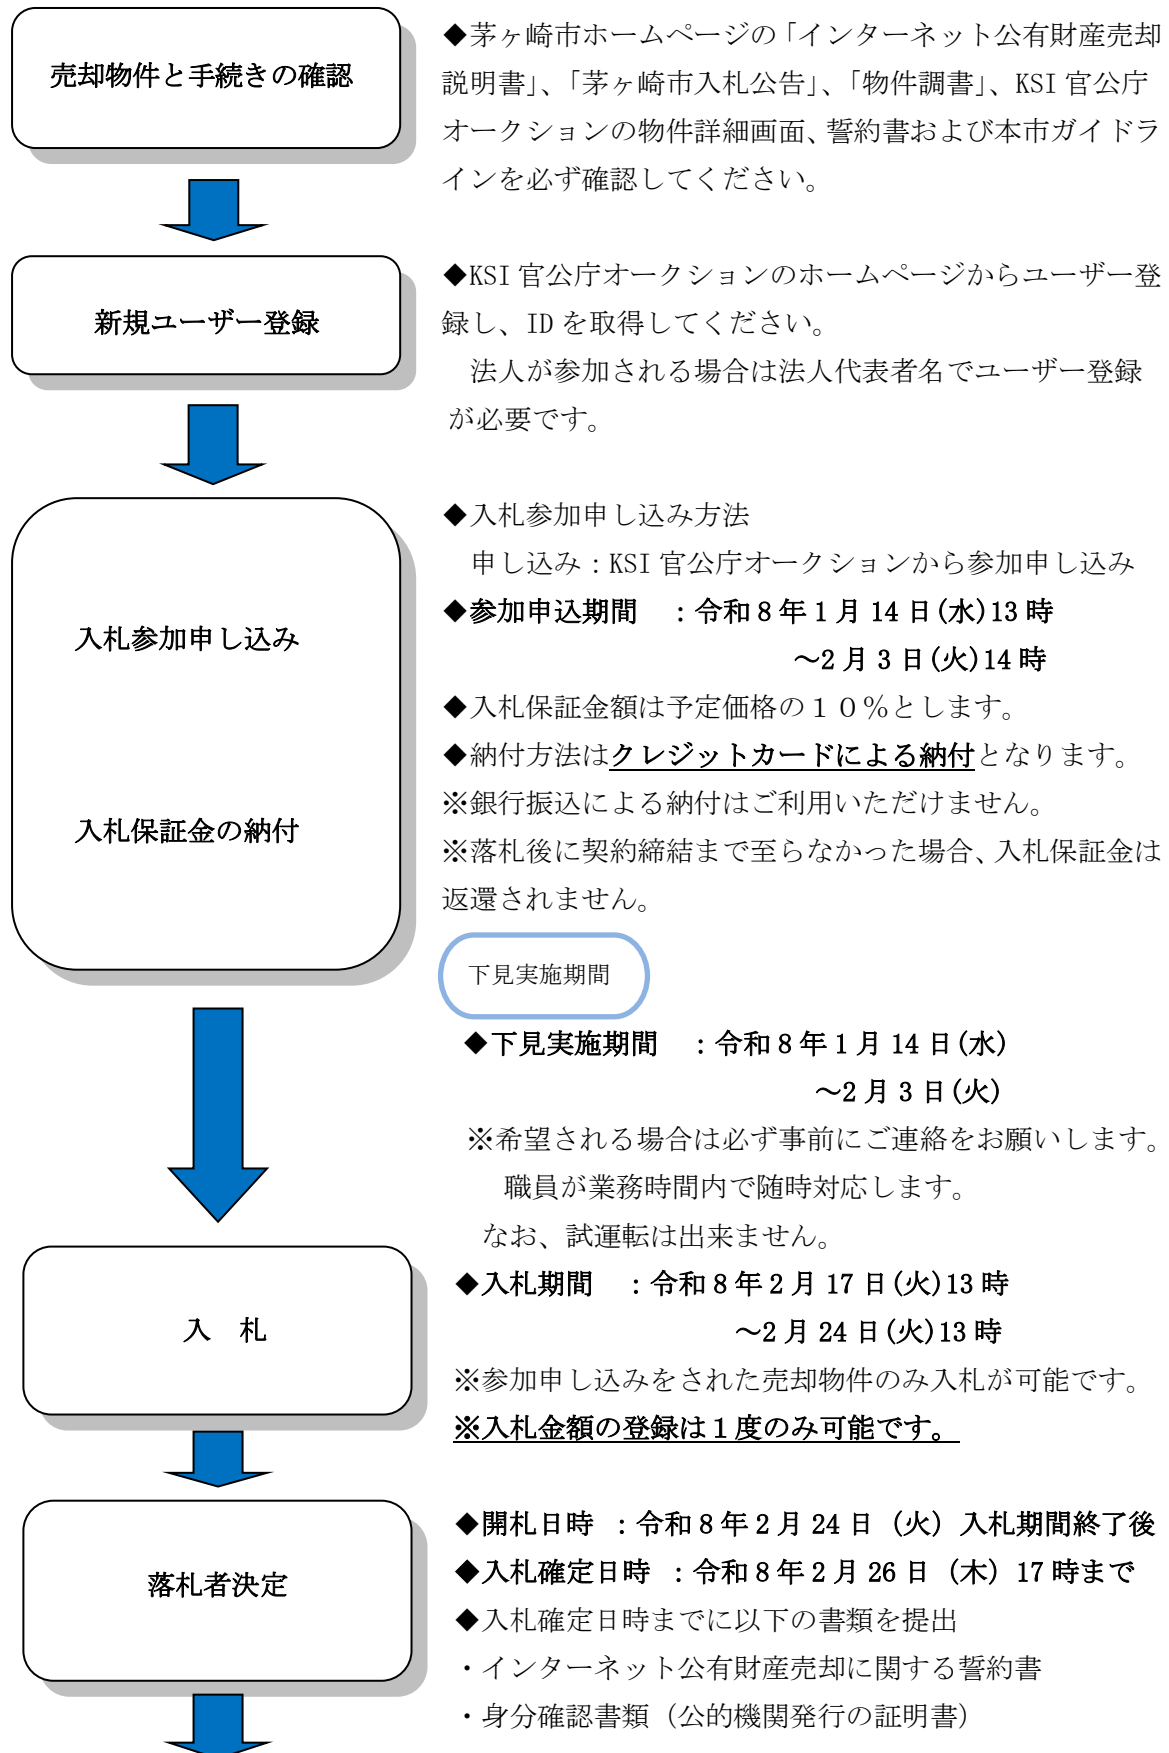 売却物件と手続きの確認
◆茅ヶ崎市ホームページの「インターネット公有財産売却
説明書」、「茅ヶ崎市入札公告」、「物件調書」、KSI 官公庁
オークションの物件詳細画面、誓約書および本市ガイドラ
インを必ず確認してください。
新規ユーザー登録
◆KSI 官公庁オークションのホームページからユーザー登
録し、ID を取得してください。
法人が参加される場合は法人代表者名でユーザー登録
が必要です。
入札参加申し込み
入札保証金の納付
◆入札参加申し込み方法
申し込み：KSI 官公庁オークションから参加申し込み
◆参加申込期間　：令和 8 年 1 月 14 日(水)13 時
～2 月 3 日(火)14 時
◆入札保証金額は予定価格の１０％とします。
◆納付方法はクレジットカードによる納付となります。
※銀行振込による納付はご利用いただけません。
※落札後に契約締結まで至らなかった場合、入札保証金は
返還されません。
下見実施期間
◆下見実施期間　：令和 8 年 1 月 14 日(水)
～2 月 3 日(火)
※希望される場合は必ず事前にご連絡をお願いします。
職員が業務時間内で随時対応します。
なお、試運転は出来ません。
入　札
◆入札期間　：令和 8 年 2 月 17 日(火)13 時
～2 月 24 日(火)13 時
※参加申し込みをされた売却物件のみ入札が可能です。
※入札金額の登録は１度のみ可能です。
落札者決定
◆開札日時　：令和 8 年 2 月 24 日（火）入札期間終了後
◆入札確定日時　：令和 8 年 2 月 26 日（木）17 時まで
◆入札確定日時までに以下の書類を提出
・インターネット公有財産売却に関する誓約書
・身分確認書類（公的機関発行の証明書）